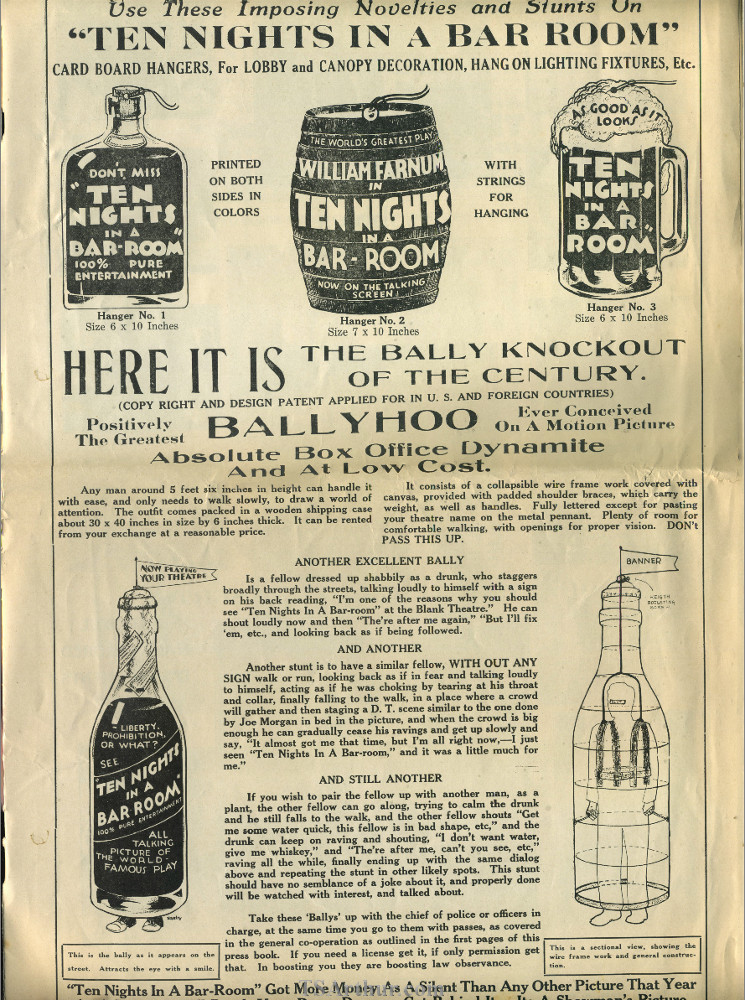 Use These Imposing Novelties and Stunts On
"TEN NIGHTS IN A BAR ROOM"
CARD BOARD HANGERS, For LOBBY and CANOPY DECORATION, HANG ON LIGHTING FIXTURES, Etc.
DON'T MISS
"TEN
NIGHTS
IN A
BAR-ROOM"
100% PURE
ENTERTAINMENT
Hanger No. 1
Size 6 x 10 Inches
PRINTED
ON BOTH
SIDES IN
COLORS
THE WORLD'S GREATEST PLAY
WILLIAM FARNUM
IN
TEN NIGHTS
IN A
BAR-ROOM
NOW ON THE TALKING
SCREEN!
Hanger No. 2
Size 7 x 10 Inches
WITH
STRINGS
FOR
HANGING
AS GOOD AS IT
LOOKS
"TEN
NIGHTS
IN A
BAR
ROOM"
Hanger No. 3
Size 6 x 10 Inches
HERE IT IS THE BALLY KNOCKOUT
OF THE CENTURY.
(COPY RIGHT AND DESIGN PATENT APPLIED FOR IN U. S. AND FOREIGN COUNTRIES)
Positively
The Greatest
BALLYHOO
Ever Conceived
On A Motion Picture
Absolute Box Office Dynamite
And At Low Cost.
Any man around 5 feet six inches in height can handle it
with ease, and only needs to walk slowly, to draw a world of
attention. The outfit comes packed in a wooden shipping case
about 30 x 40 inches in size by 6 inches thick. It can be rented
from your exchange at a reasonable price.
It consists of a collapsible wire frame work covered with
canvas, provided with padded shoulder braces, which carry the
weight, as well as handles. Fully lettered except for pasting
your theatre name on the metal pennant. Plenty of room for
comfortable walking, with openings for proper vision. DON'T
PASS THIS UP.
NOW PLAYING
YOUR THEATRE
LIBERTY,
PROHIBITION,
OR WHAT?
SEE
"TEN NIGHTS
IN A
BAR ROOM"
100% PURE ENTERTAINMENT
ALL
TALKING
PICTURE OF
THE WORLD-
FAMOUS PLAY
This is the bally as it appears on the
street. Attracts the eye with a smile.
ANOTHER EXCELLENT BALLY
Is a fellow dressed up shabbily as a drunk, who staggers
broadly through the streets, talking loudly to himself with a sign
on his back reading, "I'm one of the reasons why you should
see "Ten Nights In A Bar-room" at the Blank Theatre." He can
shout loudly now and then "The're after me again," "But I'll fix
'em, etc., and looking back as if being followed.
AND ANOTHER
Another stunt is to have a similar fellow, WITH OUT ANY
SIGN walk or run, looking back as if in fear and talking loudly
to himself, acting as if he was choking by tearing at his throat
and collar, finally falling to the walk, in a place where a crowd
will gather and then staging a D. T. scene similar to the one done
by Joe Morgan in bed in the picture, and when the crowd is big
enough he can gradually cease his ravings and get up slowly and
say, "It almost got me that time, but I'm all right now,—I just
seen "Ten Nights In A Bar-room," and it was a little much for
me."
AND STILL ANOTHER
If you wish to pair the fellow up with another man, as a
plant, the other fellow can go along, trying to calm the drunk
and he still falls to the walk, and the other fellow shouts "Get
me some water quick, this fellow is in bad shape, etc," and the
drunk can keep on raving and shouting, "I don't want water,
give me whiskey," and "The're after me, can't you see, etc,"
raving all the while, finally ending up with the same dialog
above and repeating the stunt in other likely spots. This stunt
should have no semblance of a joke about it, and properly done
will be watched with interest, and talked about.
Take these 'Ballys' up with the chief of police or officers in
charge, at the same time you go to them with passes, as covered
in the general co-operation as outlined in the first pages of this
press book. If you need a license get it, if only permission get
that. In boosting you they are boosting law observance.
BANNER
This is a sectional view, showing the
wire frame work and general construc-
tion.
"Ten Nights In A Bar-Room" Got More Money As A Silent Than Any Other Picture That Year